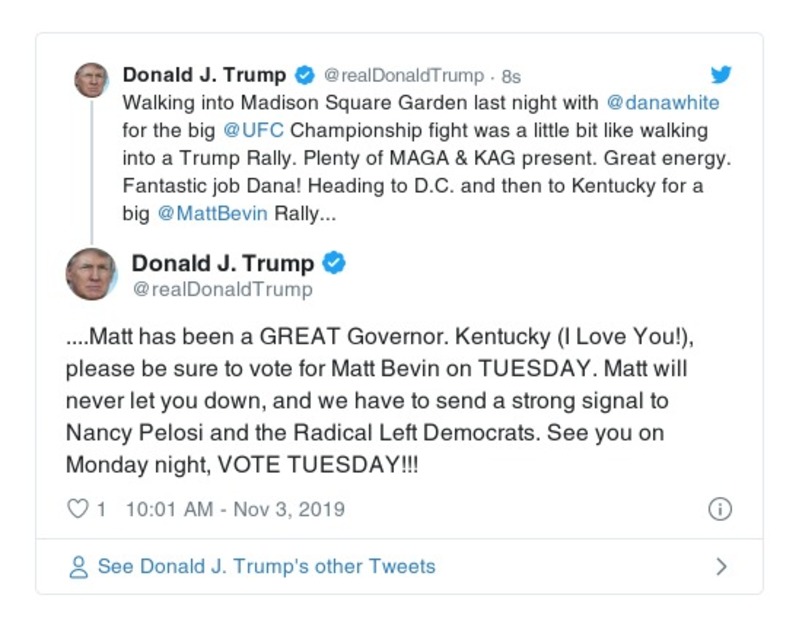 Donald J. Trump @realDonaldTrump · 8s
Walking into Madison Square Garden last night with @danawhite
for the big @UFC Championship fight was a little bit like walking
into a Trump Rally. Plenty of MAGA & KAG present. Great energy.
Fantastic job Dana! Heading to D.C. and then to Kentucky for a
big @MattBevin Rally...
Donald J. Trump
@realDonaldTrump
....Matt has been a GREAT Governor. Kentucky (I Love You!),
please be sure to vote for Matt Bevin on TUESDAY. Matt will
never let you down, and we have to send a strong signal to
Nancy Pelosi and the Radical Left Democrats. See you on
Monday night, VOTE TUESDAY!!!
1 10:01 AM - Nov 3, 2019
See Donald J. Trump's other Tweets